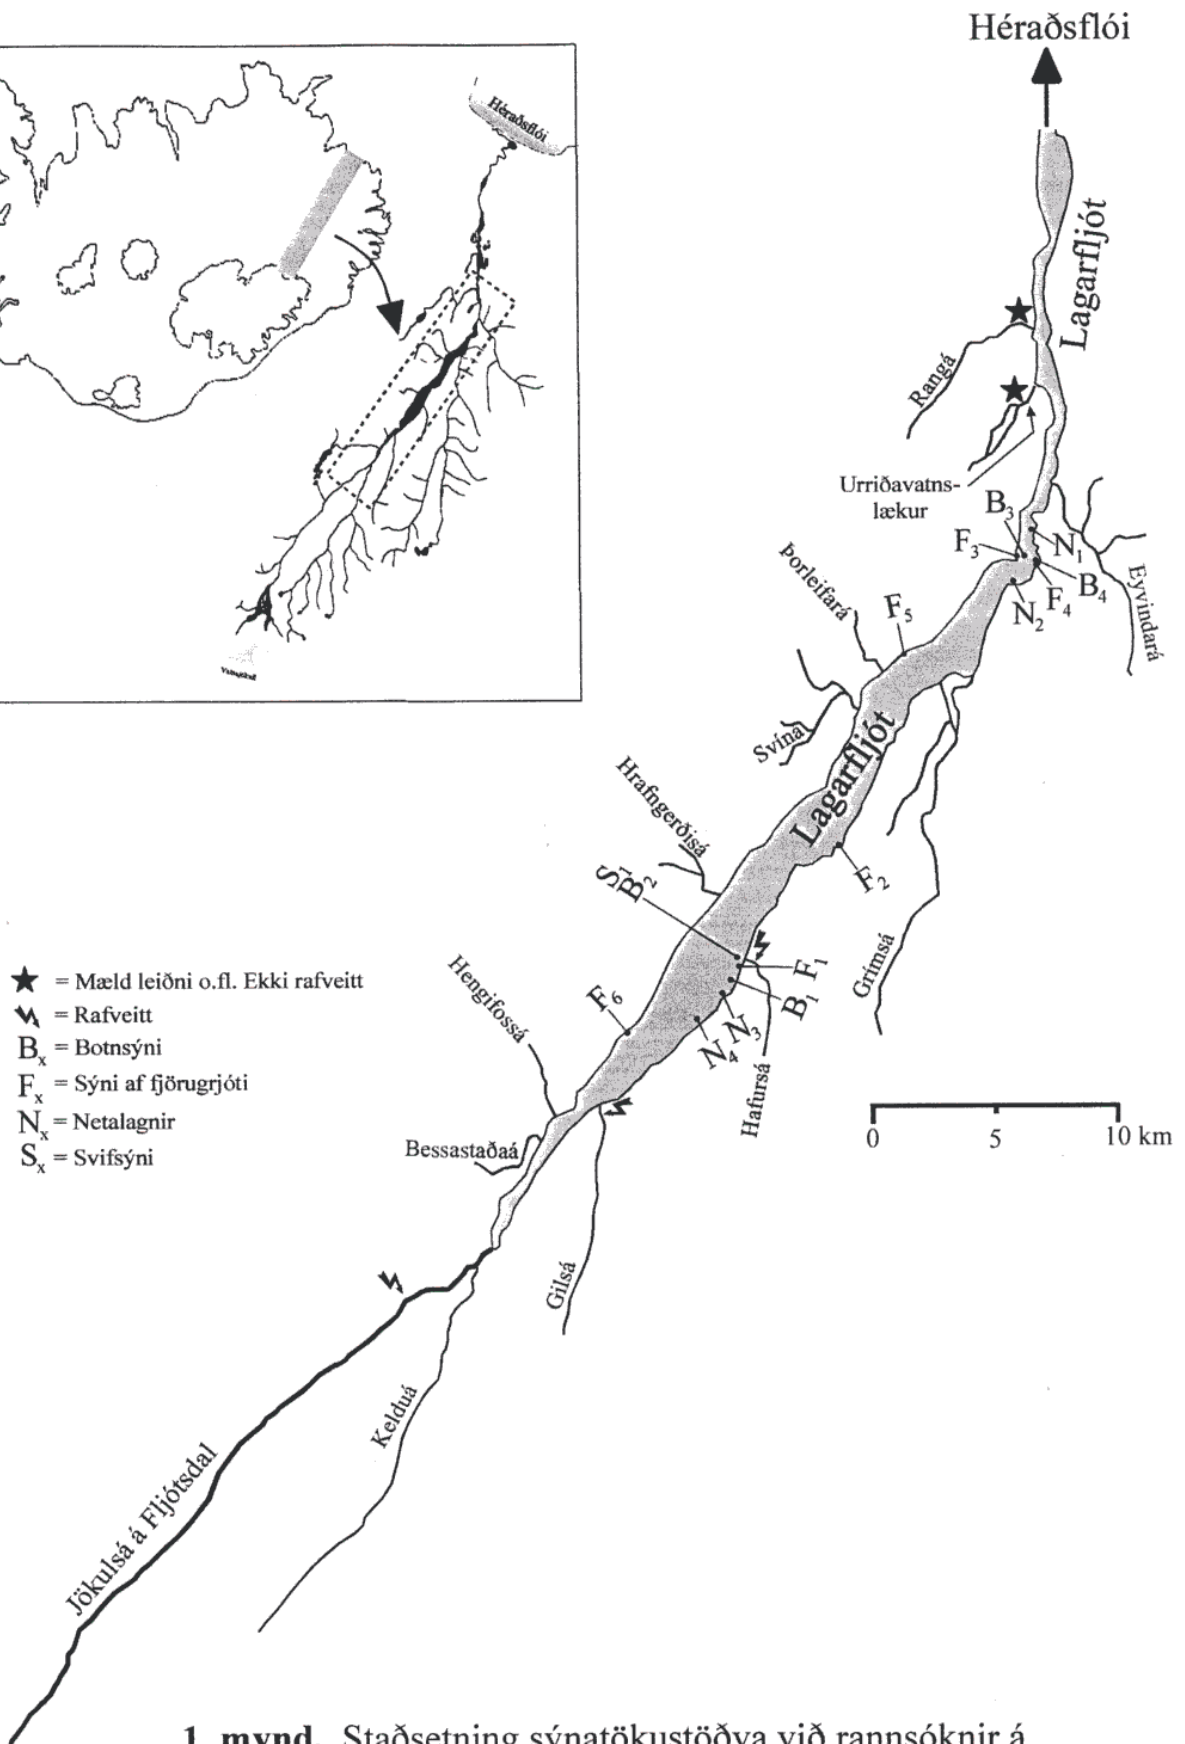 Héraðsflói
Héraðsflói
Lagarfljót
Rangá
Urriðavatns-
lækur
B3
F3
N1
B4
F4
N2
Eyvindará
Þorleifará
F5
Svína
Lagarfljót
Hrafngerðisá
S1
B2
F2
Grímsá
★ = Mæld leiðni o.fl. Ekki rafveitt
= Rafveitt
Bx = Botnsýni
Fx = Sýni af fjörugrjóti
Nx = Netalagnir
Sx = Svifsýni
Hengifossá
F6
F1
B1
N3
N4
Hafursá
0 5 10 km
Bessastaðaá
Gilsá
Kelduá
Jökulsá á Fljótsdal
1. mynd. Staðsetning sýnatökustöðva við rannsóknir á